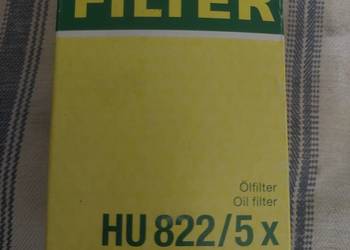 FILTER
Ölfilter
Oil filter
HU 822/5 x